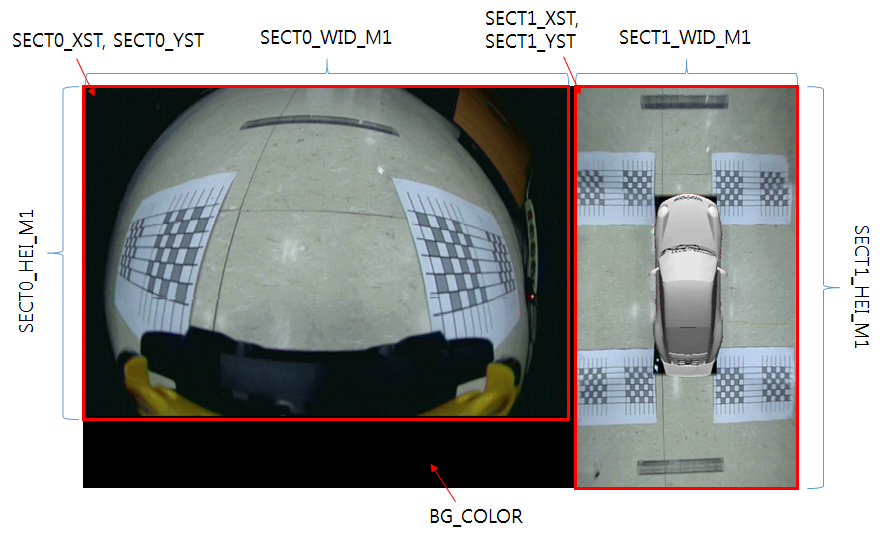 SECT0_XST, SECT0_YST
SECT0_WID_M1
SECT1_XST,
SECT1_YST
SECT1_WID_M1
SECT0_HEI_M1
SECT1_HEI_M1
BG_COLOR